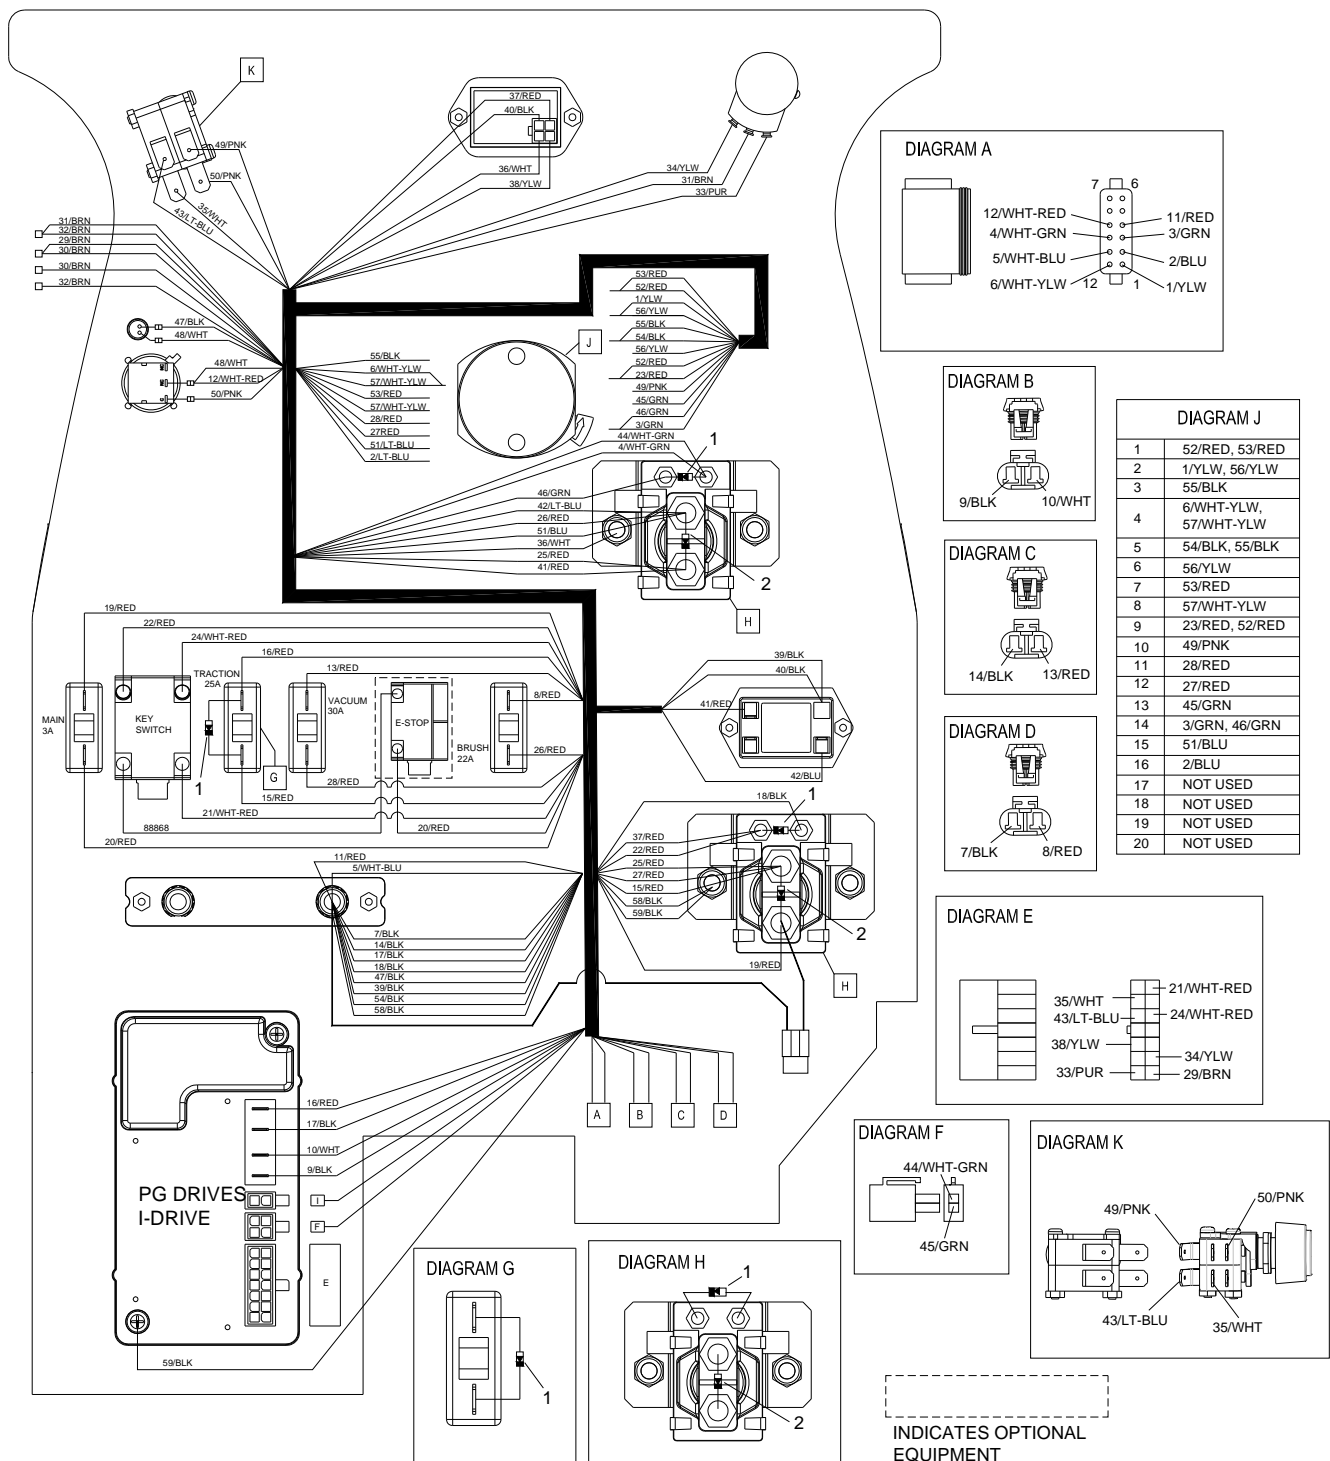 K
37/RED
40/BLK
49/PNK
50/PNK
35/WHT
43/LT-BLU
36/WHT
38/YLW
34/YLW
31/BRN
33/PUR
31/BRN
32/BRN
29/BRN
30/BRN
30/BRN
32/BRN
47/BLK
48/WHT
48/WHT
12/WHT-RED
50/PNK
55/BLK
6/WHT-YLW
57/WHT-YLW
53/RED
57/WHT-YLW
28/RED
27RED
51/LT-BLU
2/LT-BLU
J
53/RED
52/RED
1/YLW
56/YLW
55/BLK
54/BLK
56/YLW
52/RED
23/RED
49/PNK
45/GRN
46/GRN
3/GRN
44/WHT-GRN
4/WHT-GRN
1
46/GRN
42/LT-BLU
26/RED
51/BLU
36/WHT
25/RED
41/RED
2
H
19/RED
22/RED
24/WHT-RED
16/RED
13/RED
8/RED
MAIN
3A
KEY
SWITCH
TRACTION
25A
1
G
VACUUM
30A
E-STOP
BRUSH
22A
26/RED
28/RED
15/RED
21/WHT-RED
88868
20/RED
20/RED
39/BLK
40/BLK
41/RED
42/BLU
18/BLK
1
37/RED
22/RED
25/RED
27/RED
15/RED
58/BLK
59/BLK
2
19/RED
H
11/RED
5/WHT-BLU
7/BLK
14/BLK
17/BLK
18/BLK
47/BLK
39/BLK
54/BLK
58/BLK
A
B
C
D
16/RED
17/BLK
10/WHT
9/BLK
PG DRIVES
I-DRIVE
I
F
E
59/BLK
DIAGRAM A
7
6
12/WHT-RED
11/RED
4/WHT-GRN
3/GRN
5/WHT-BLU
2/BLU
6/WHT-YLW
12
1
1/YLW
DIAGRAM B
9/BLK
10/WHT
DIAGRAM C
14/BLK
13/RED
DIAGRAM D
7/BLK
8/RED
DIAGRAM J
1 52/RED, 53/RED
2 1/YLW, 56/YLW
3 55/BLK
4 6/WHT-YLW,
57/WHT-YLW
5 54/BLK, 55/BLK
6 56/YLW
7 53/RED
8 57/WHT-YLW
9 23/RED, 52/RED
10 49/PNK
11 28/RED
12 27/RED
13 45/GRN
14 3/GRN, 46/GRN
15 51/BLU
16 2/BLU
17 NOT USED
18 NOT USED
19 NOT USED
20 NOT USED
DIAGRAM E
35/WHT
21/WHT-RED
43/LT-BLU
24/WHT-RED
38/YLW
34/YLW
33/PUR
29/BRN
DIAGRAM F
44/WHT-GRN
45/GRN
DIAGRAM K
49/PNK
50/PNK
43/LT-BLU
35/WHT
DIAGRAM G
1
DIAGRAM H
1
2
INDICATES OPTIONAL
EQUIPMENT